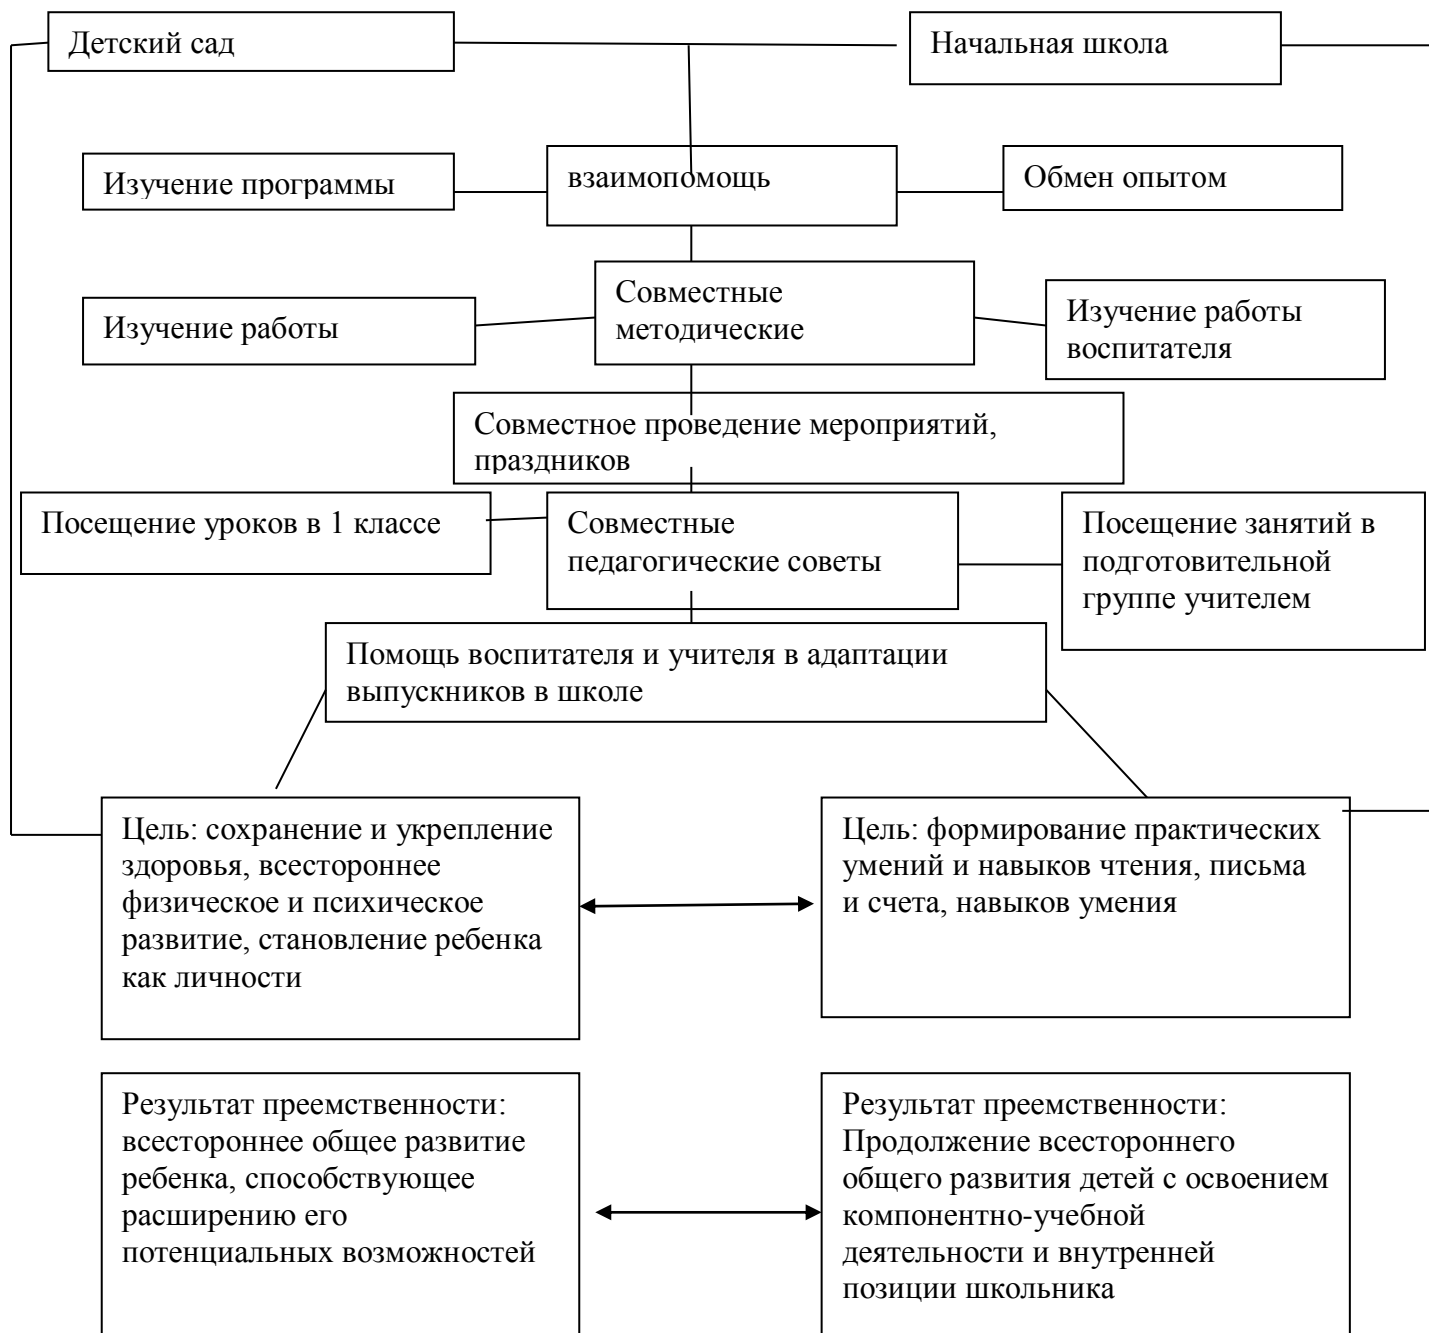 Детский сад
Начальная школа
Изучение программы
взаимопомощь
Обмен опытом
Изучение работы
Совместные
методические
Изучение работы
воспитателя
Совместное проведение мероприятий,
праздников
Посещение уроков в 1 классе
Совместные
педагогические советы
Посещение занятий в
подготовительной
группе учителем
Помощь воспитателя и учителя в адаптации
выпускников в школе
Цель: сохранение и укрепление
здоровья, всестороннее
физическое и психическое
развитие, становление ребенка
как личности
Цель: формирование практических
умений и навыков чтения, письма
и счета, навыков умения
Результат преемственности:
всестороннее общее развитие
ребенка, способствующее
расширению его
потенциальных возможностей
Результат преемственности:
Продолжение всестороннего
общего развития детей с освоением
компонентно-учебной
деятельности и внутренней
позиции школьника